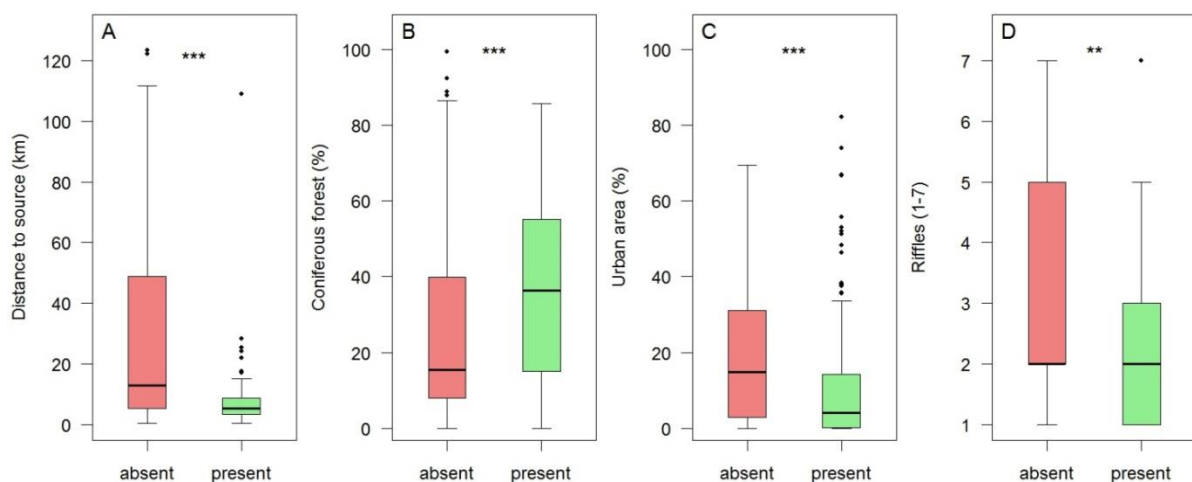 A
***
Distance to source (km)
120
100
80
60
40
20
0
absent present
B
***
Coniferous forest (%)
100
80
60
40
20
0
absent present
C
***
Urban area (%)
100
80
60
40
20
0
absent present
D
**
Riffles (1-7)
7
6
5
4
3
2
1
absent present